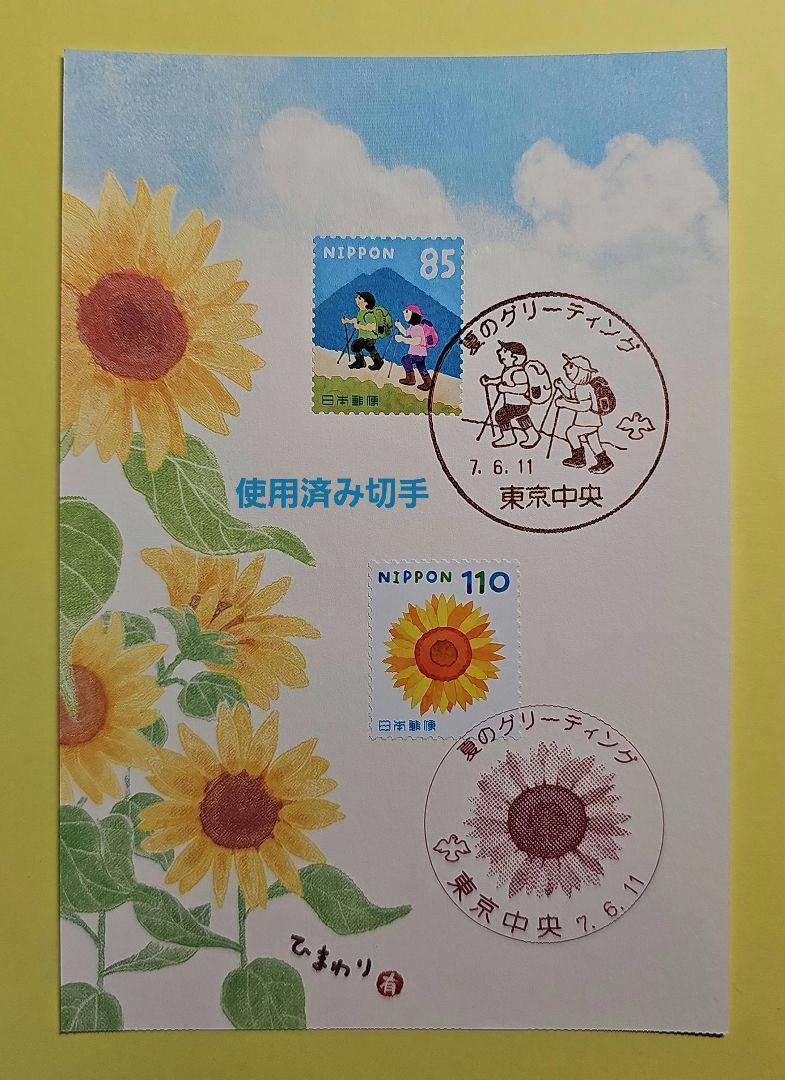 NIPPON 85
日本郵便
夏のグリーティング
7.6.11
東京中央
使用済み切手
NIPPON 110
日本郵便
夏のグリーティング
東京中央 7.6.11
ひまわり
有